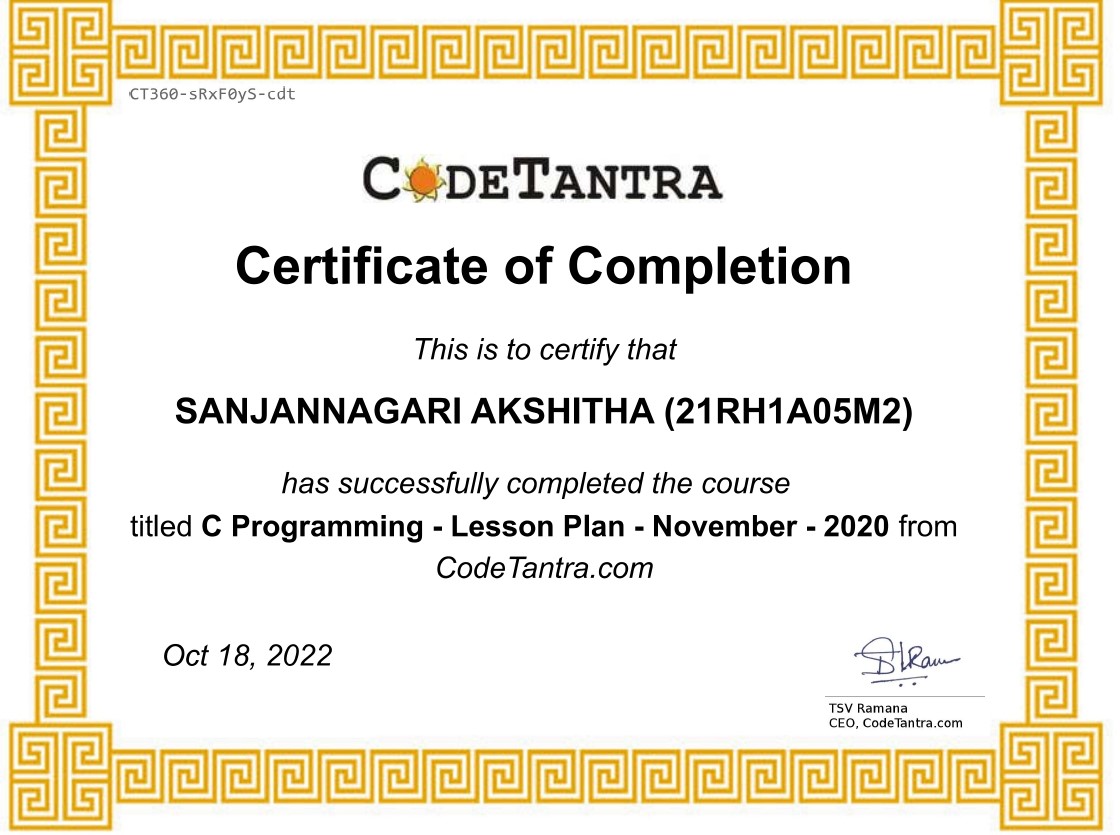 CT360-sRxF0yS-cdt
CODETANTRA
Certificate of Completion
This is to certify that
SANJANNAGARI AKSHITHA (21RH1A05M2)
has successfully completed the course
titled C Programming - Lesson Plan - November - 2020 from
CodeTantra.com
Oct 18, 2022
TSV Ramana
CEO, CodeTantra.com